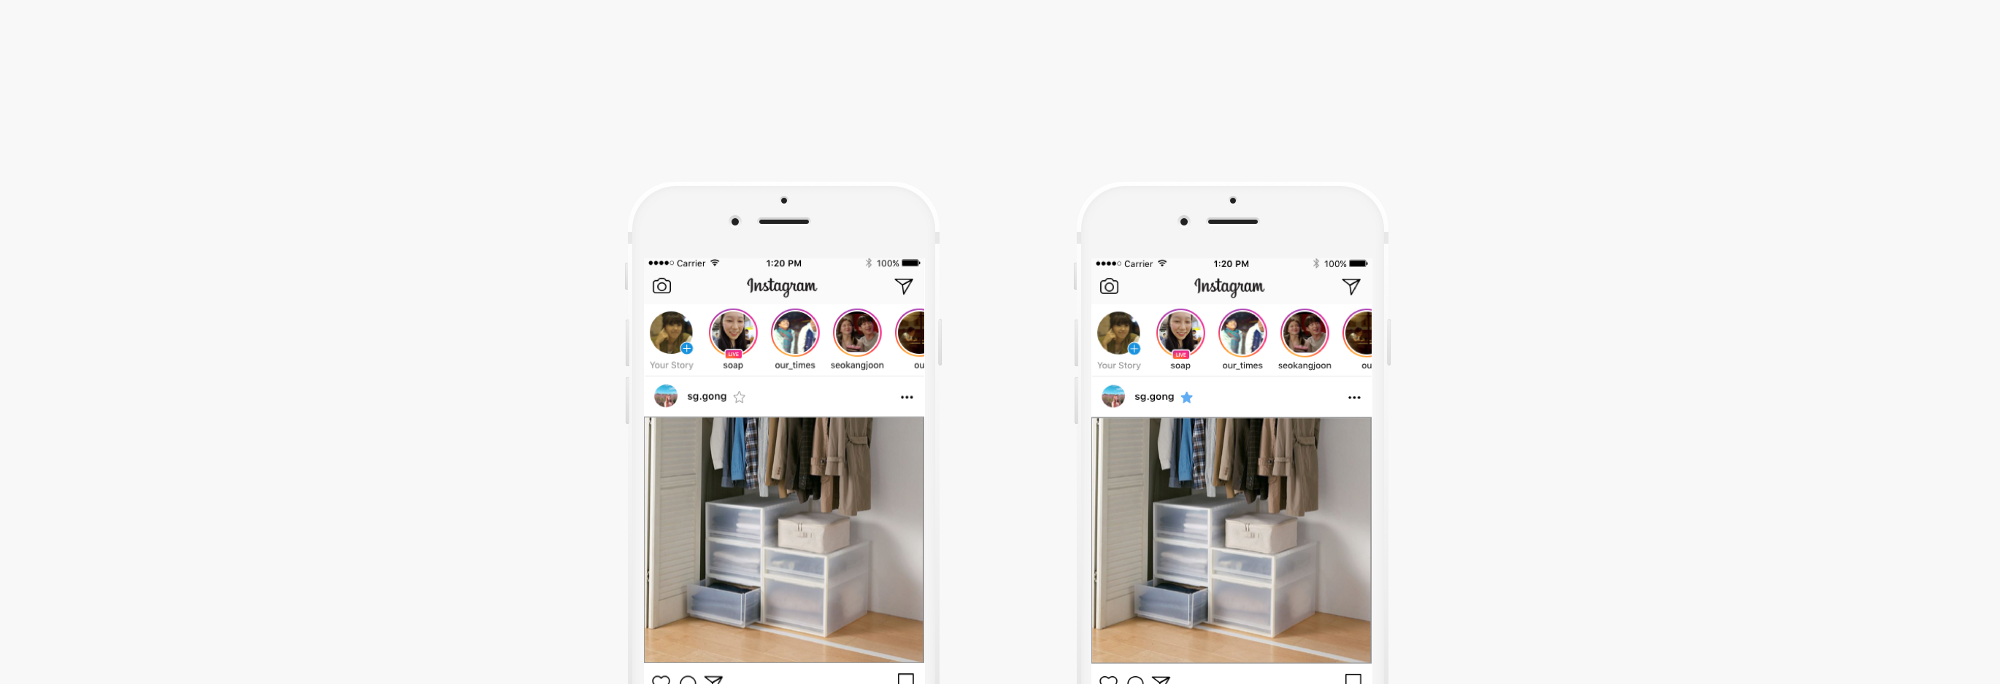 Carrier 1:20 PM 100%
Instagram
LIVE
Your Story soap our_times seokangjoon ou
sg.gong
Carrier 1:20 PM 100%
Instagram
LIVE
Your Story soap our_times seokangjoon ou
sg.gong